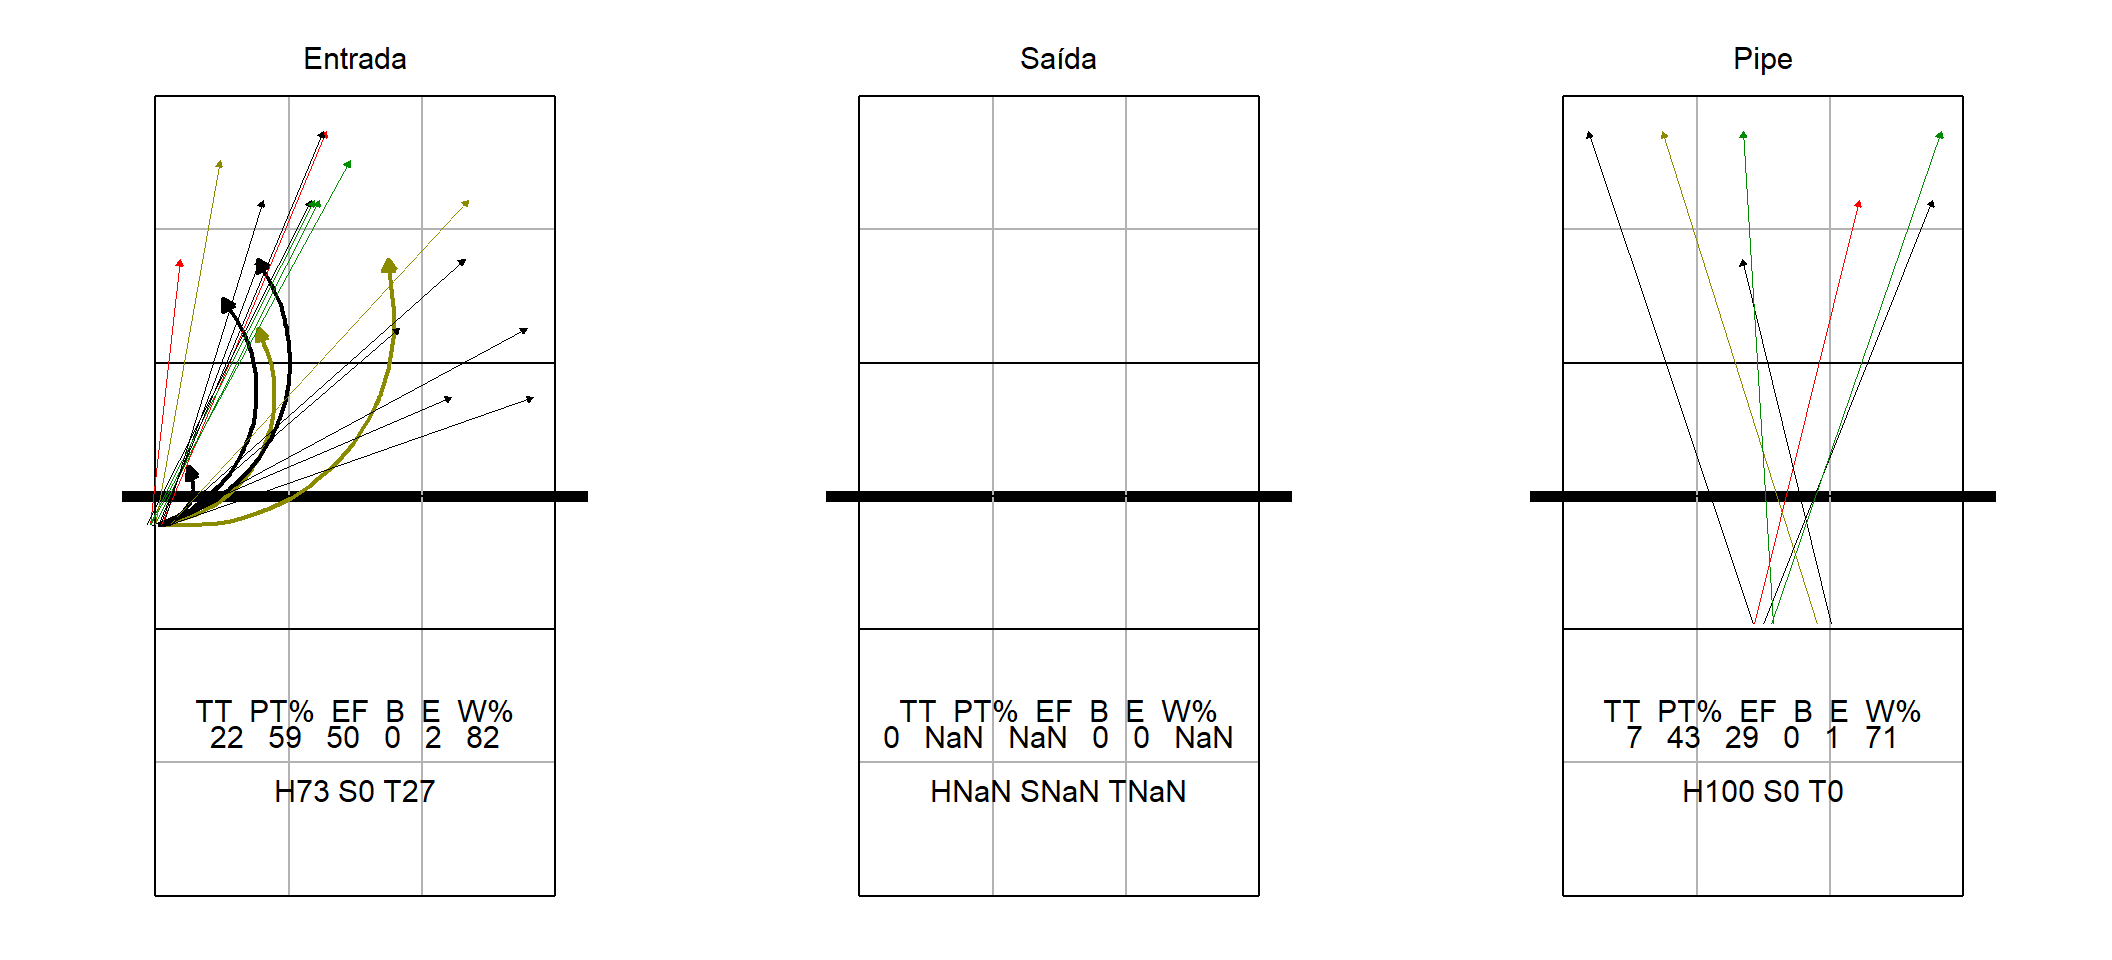 Entrada
TT PT% EF B E W%
22 59 50 0 2 82
H73 S0 T27
Saída
TT PT% EF B E W%
0 NaN NaN 0 0 NaN
HNaN SNaN TNaN
Pipe
TT PT% EF B E W%
7 43 29 0 1 71
H100 S0 T0